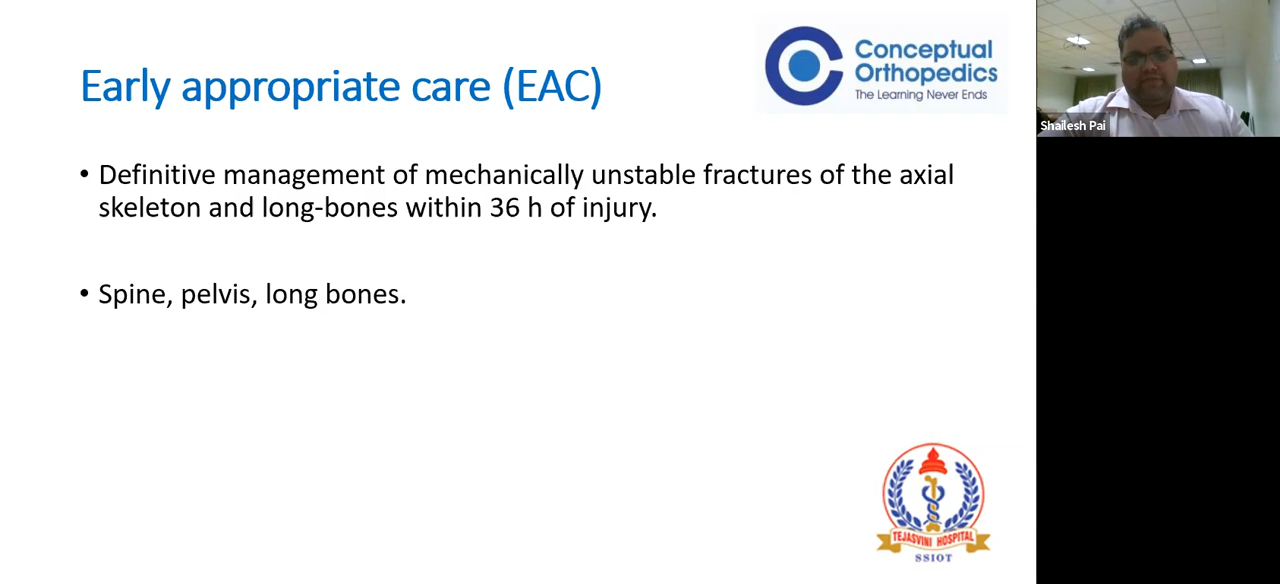 Early appropriate care (EAC)
Conceptual
Orthopedics
The Learning Never Ends
Shailesh Pai
• Definitive management of mechanically unstable fractures of the axial
skeleton and long-bones within 36 h of injury.
• Spine, pelvis, long bones.
TEJASVINI HOSPITAL
SSIOT